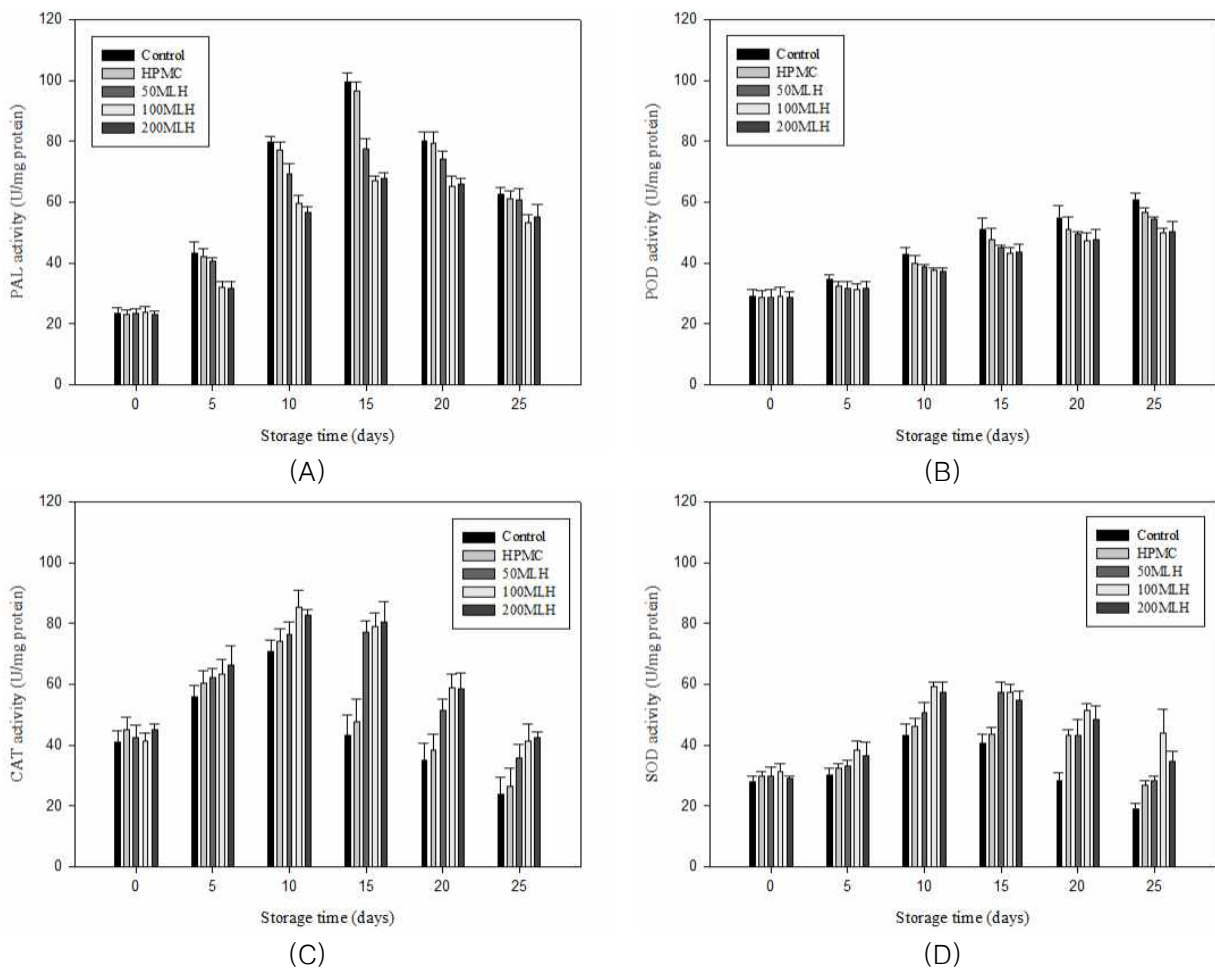 120
100
80
60
40
20
0
PAL activity (U/mg protein)
Control
HPMC
50MLH
100MLH
200MLH
0 5 10 15 20 25
Storage time (days)
(A)
120
100
80
60
40
20
0
POD activity (U/mg protein)
Control
HPMC
50MLH
100MLH
200MLH
0 5 10 15 20 25
Storage time (days)
(B)
120
100
80
60
40
20
0
CAT activity (U/mg protein)
Control
HPMC
50MLH
100MLH
200MLH
0 5 10 15 20 25
Storage time (days)
(C)
120
100
80
60
40
20
0
SOD activity (U/mg protein)
Control
HPMC
50MLH
100MLH
200MLH
0 5 10 15 20 25
Storage time (days)
(D)